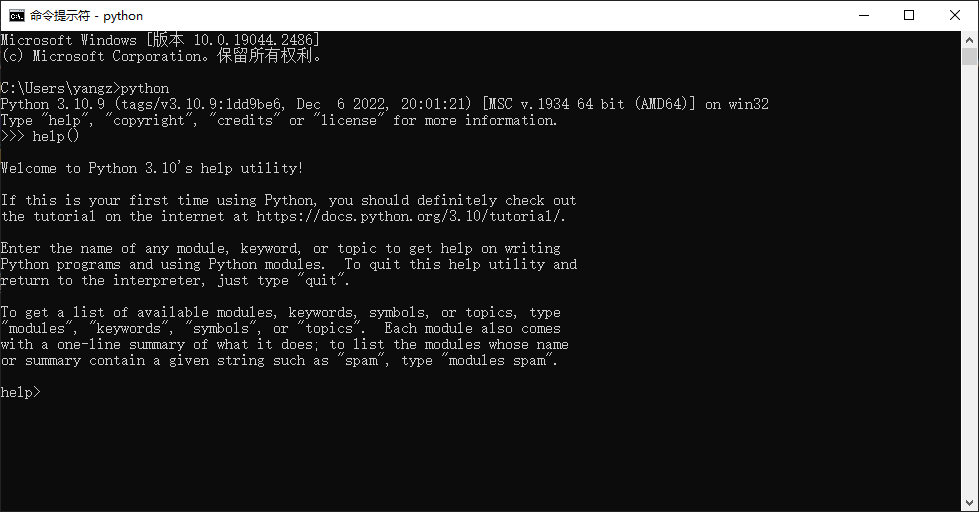 命令提示符 - python
Microsoft Windows [版本 10.0.19044.2486]
(c) Microsoft Corporation。保留所有权利。
C:\Users\yangz>python
Python 3.10.9 (tags/v3.10.9:1dd9be6, Dec  6 2022, 20:01:21) [MSC v.1934 64 bit (AMD64)] on win32
Type "help", "copyright", "credits" or "license" for more information.
>>> help()
Welcome to Python 3.10's help utility!
If this is your first time using Python, you should definitely check out
the tutorial on the internet at https://docs.python.org/3.10/tutorial/.
Enter the name of any module, keyword, or topic to get help on writing
Python programs and using Python modules.  To quit this help utility and
return to the interpreter, just type "quit".
To get a list of available modules, keywords, symbols, or topics, type
"modules", "keywords", "symbols", or "topics".  Each module also comes
with a one-line summary of what it does; to list the modules whose name
or summary contain a given string such as "spam", type "modules spam".
help>